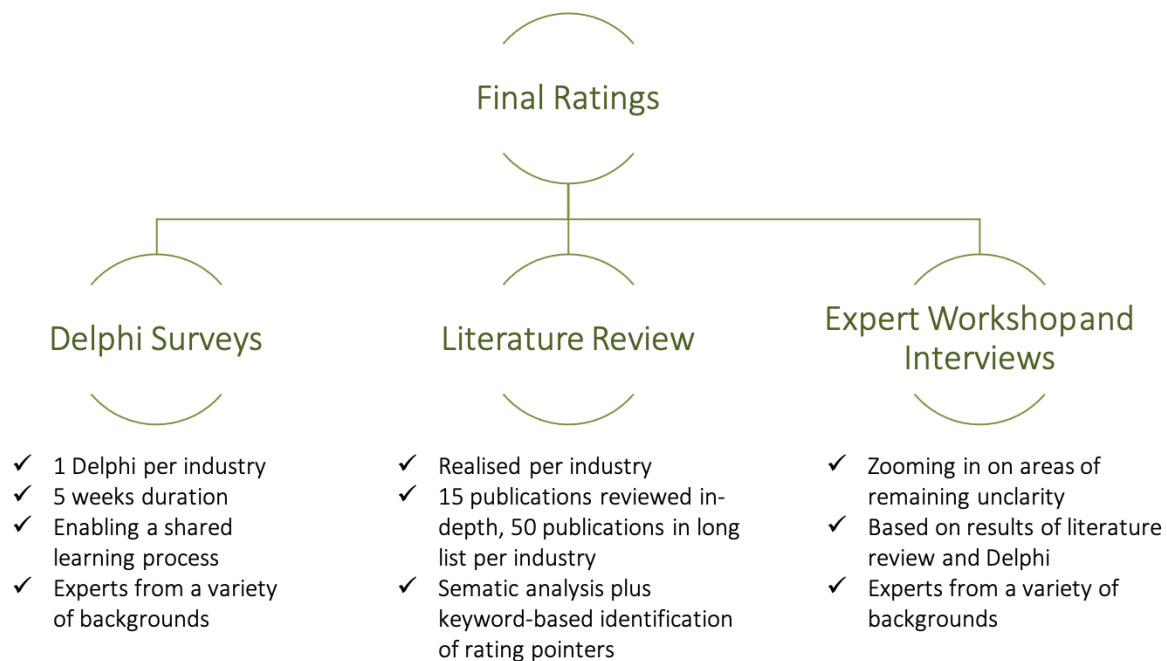 Final Ratings
Delphi Surveys
✓ 1 Delphi per industry
✓ 5 weeks duration
✓ Enabling a shared
learning process
✓ Experts from a variety
of backgrounds
Literature Review
✓ Realised per industry
✓ 15 publications reviewed in-
depth, 50 publications in long
list per industry
✓ Sematic analysis plus
keyword-based identification
of rating pointers
Expert Workshopand
Interviews
✓ Zooming in on areas of
remaining unclarity
✓ Based on results of literature
review and Delphi
✓ Experts from a variety of
backgrounds